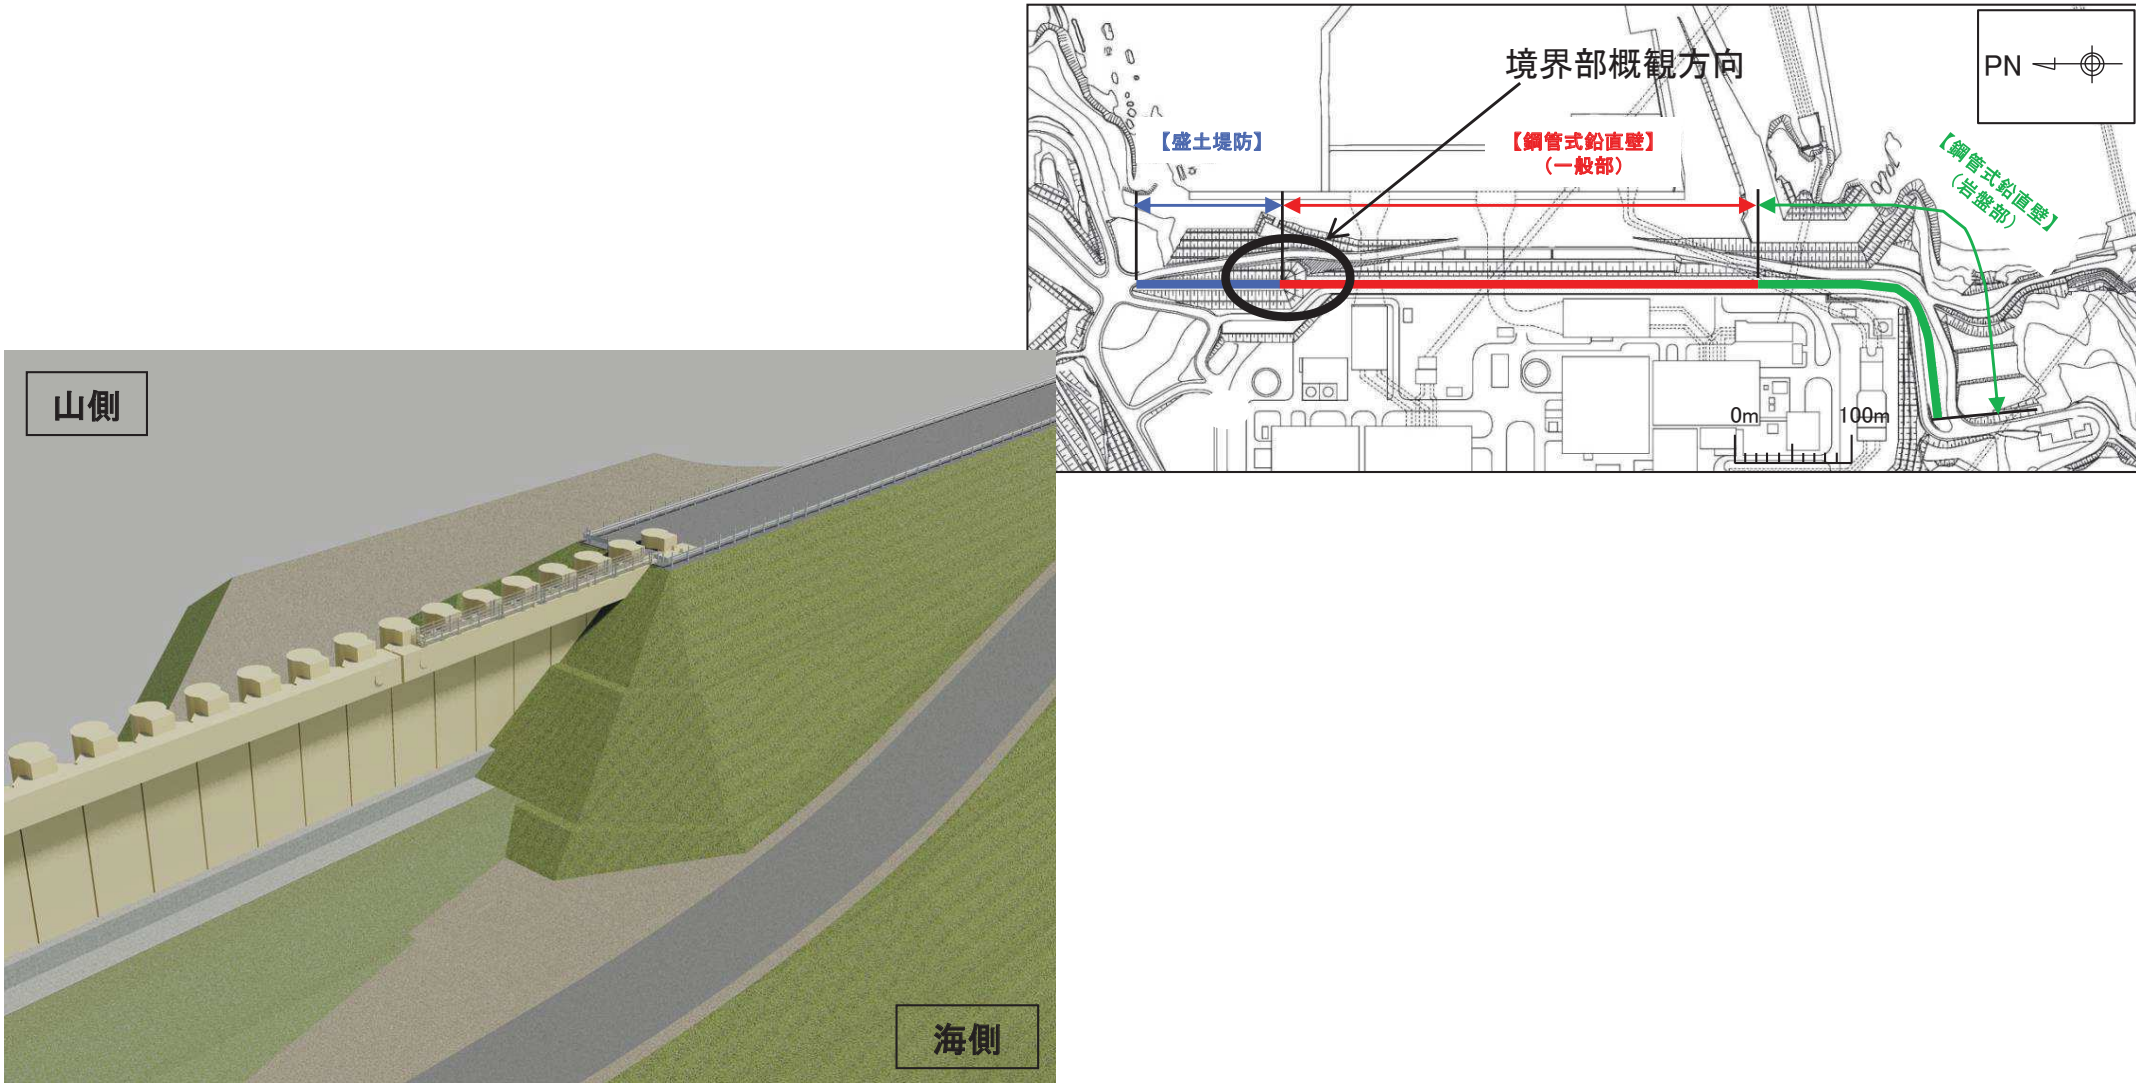 境界部概観方向
PN
【盛土堤防】
【鋼管式鉛直壁】
（一般部）
【鋼管式鉛直壁】
（岩盤部）
0m
100m
山側
海側